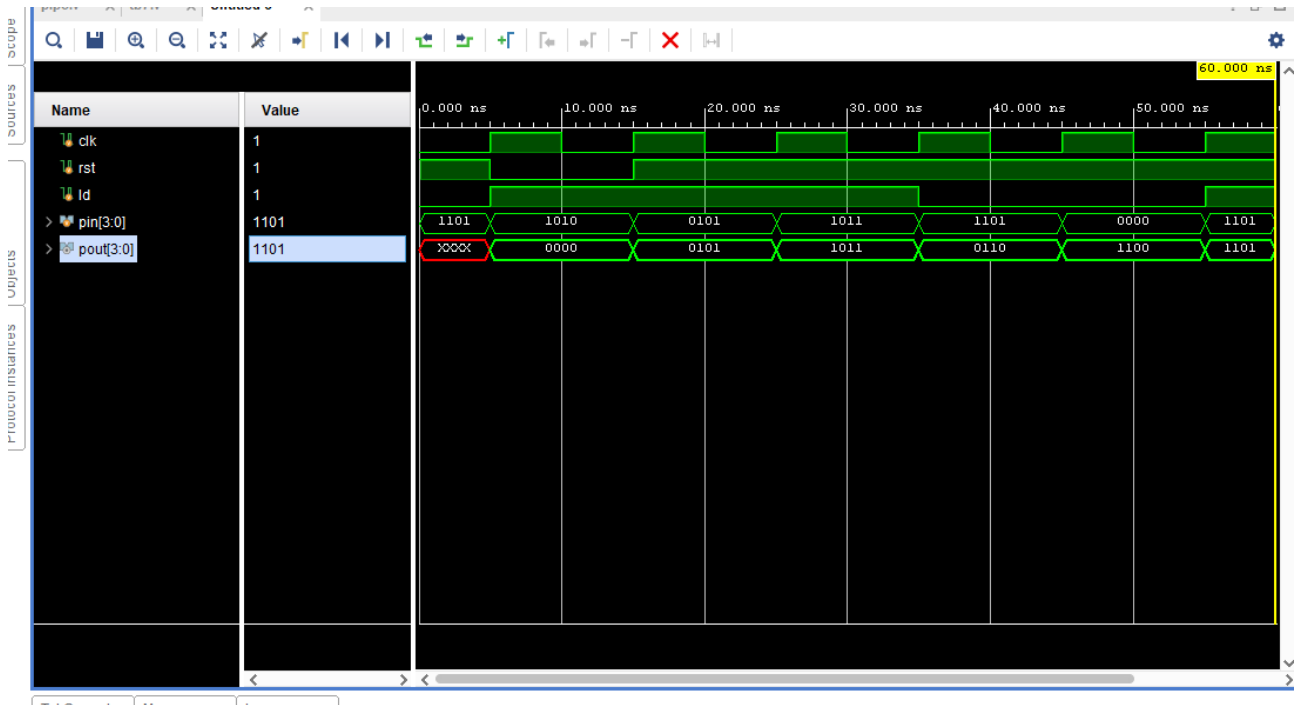 Scope
Sources
Objects
Protocol Instances
60.000 ns
Name
Value
0.000 ns
10.000 ns
20.000 ns
30.000 ns
40.000 ns
50.000 ns
clk
1
rst
1
ld
1
pin[3:0]
1101
1101
1010
0101
1011
1101
0000
1101
pout[3:0]
1101
XXXX
0000
0101
1011
0110
1100
1101